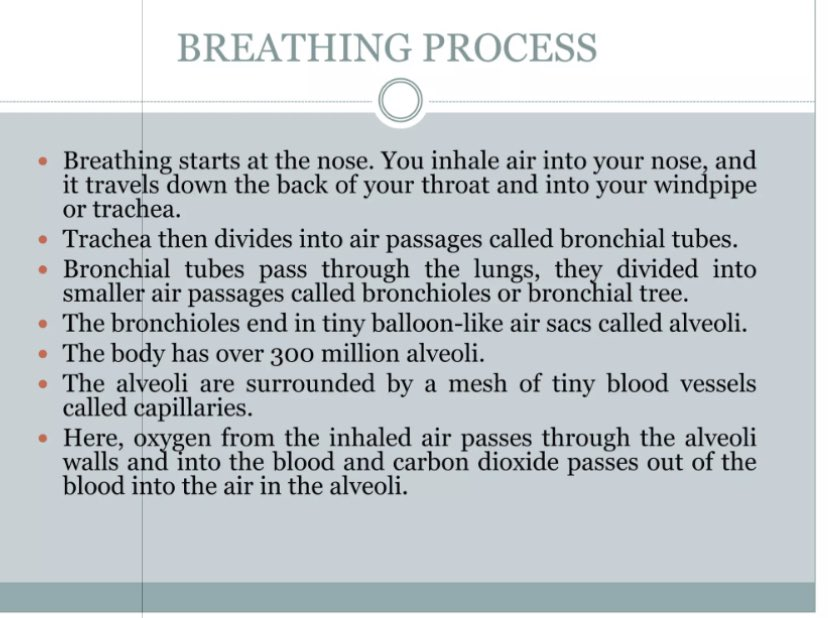 BREATHING PROCESS
• Breathing starts at the nose. You inhale air into your nose, and
it travels down the back of your throat and into your windpipe
or trachea.
• Trachea then divides into air passages called bronchial tubes.
• Bronchial tubes pass through the lungs, they divided into
smaller air passages called bronchioles or bronchial tree.
• The bronchioles end in tiny balloon-like air sacs called alveoli.
• The body has over 300 million alveoli.
• The alveoli are surrounded by a mesh of tiny blood vessels
called capillaries.
• Here, oxygen from the inhaled air passes through the alveoli
walls and into the blood and carbon dioxide passes out of the
blood into the air in the alveoli.